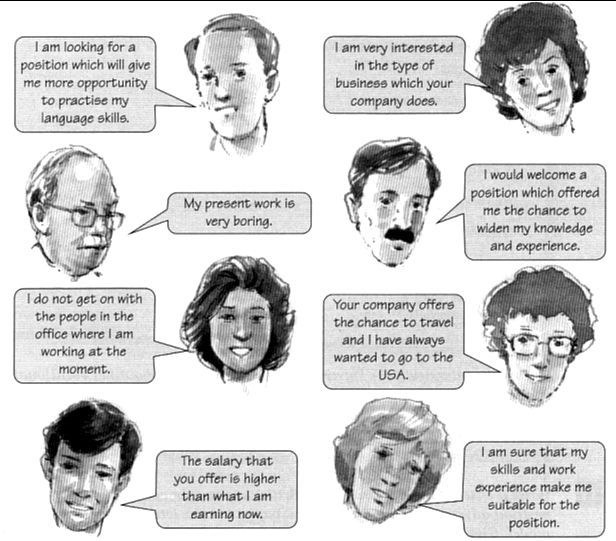 I am looking for a
position which will give
me more opportunity
to practise my
language skills.
I am very interested
in the type of
business which your
company does.
My present work is
very boring.
I would welcome a
position which offered
me the chance to
widen my knowledge
and experience.
I do not get on with
the people in the
office where I am
working at the
moment.
Your company offers
the chance to travel
and I have always
wanted to go to the
USA.
The salary that
you offer is higher
than what I am
earning now.
I am sure that my
skills and work
experience make me
suitable for the
position.